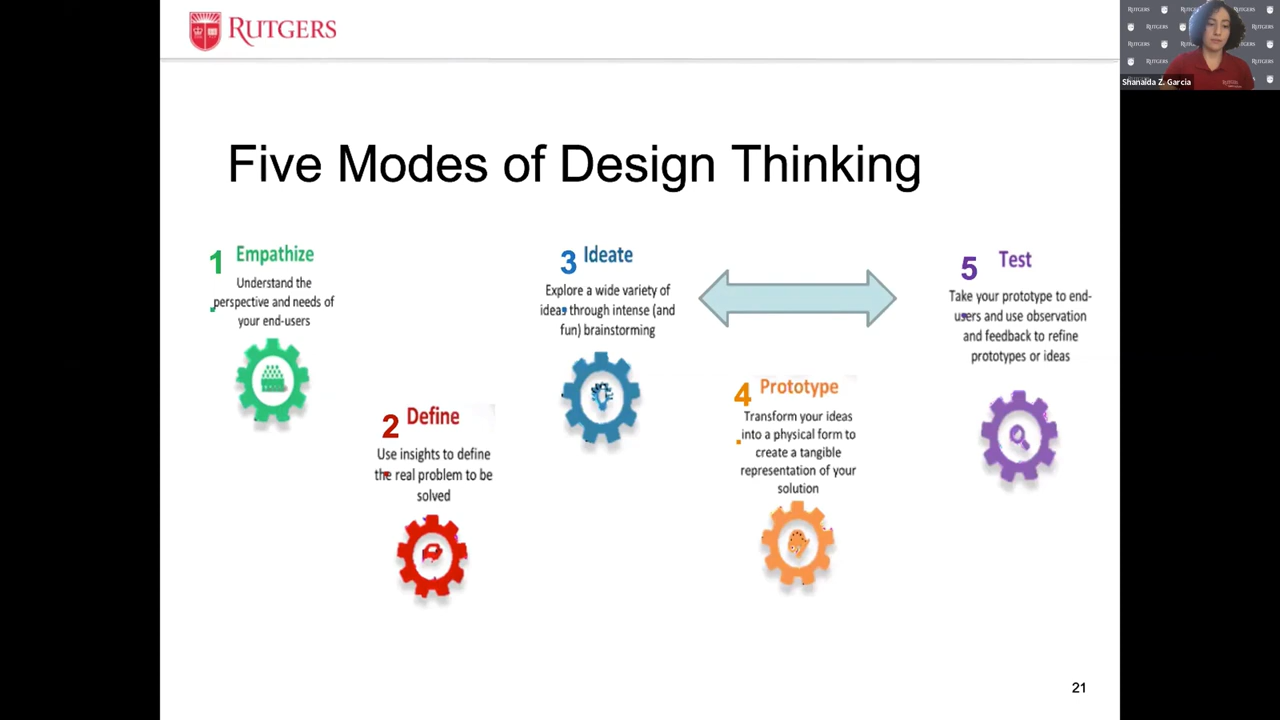 RUTGERS
Shanaida Z. Garcia
Five Modes of Design Thinking
1 Empathize
Understand the
perspective and needs of
your end-users
2 Define
Use insights to define
the real problem to be
solved
3 Ideate
Explore a wide variety of
ideas through intense (and
fun) brainstorming
4 Prototype
Transform your ideas
into a physical form to
create a tangible
representation of your
solution
5 Test
Take your prototype to end-
users and use observation
and feedback to refine
prototypes or ideas
21